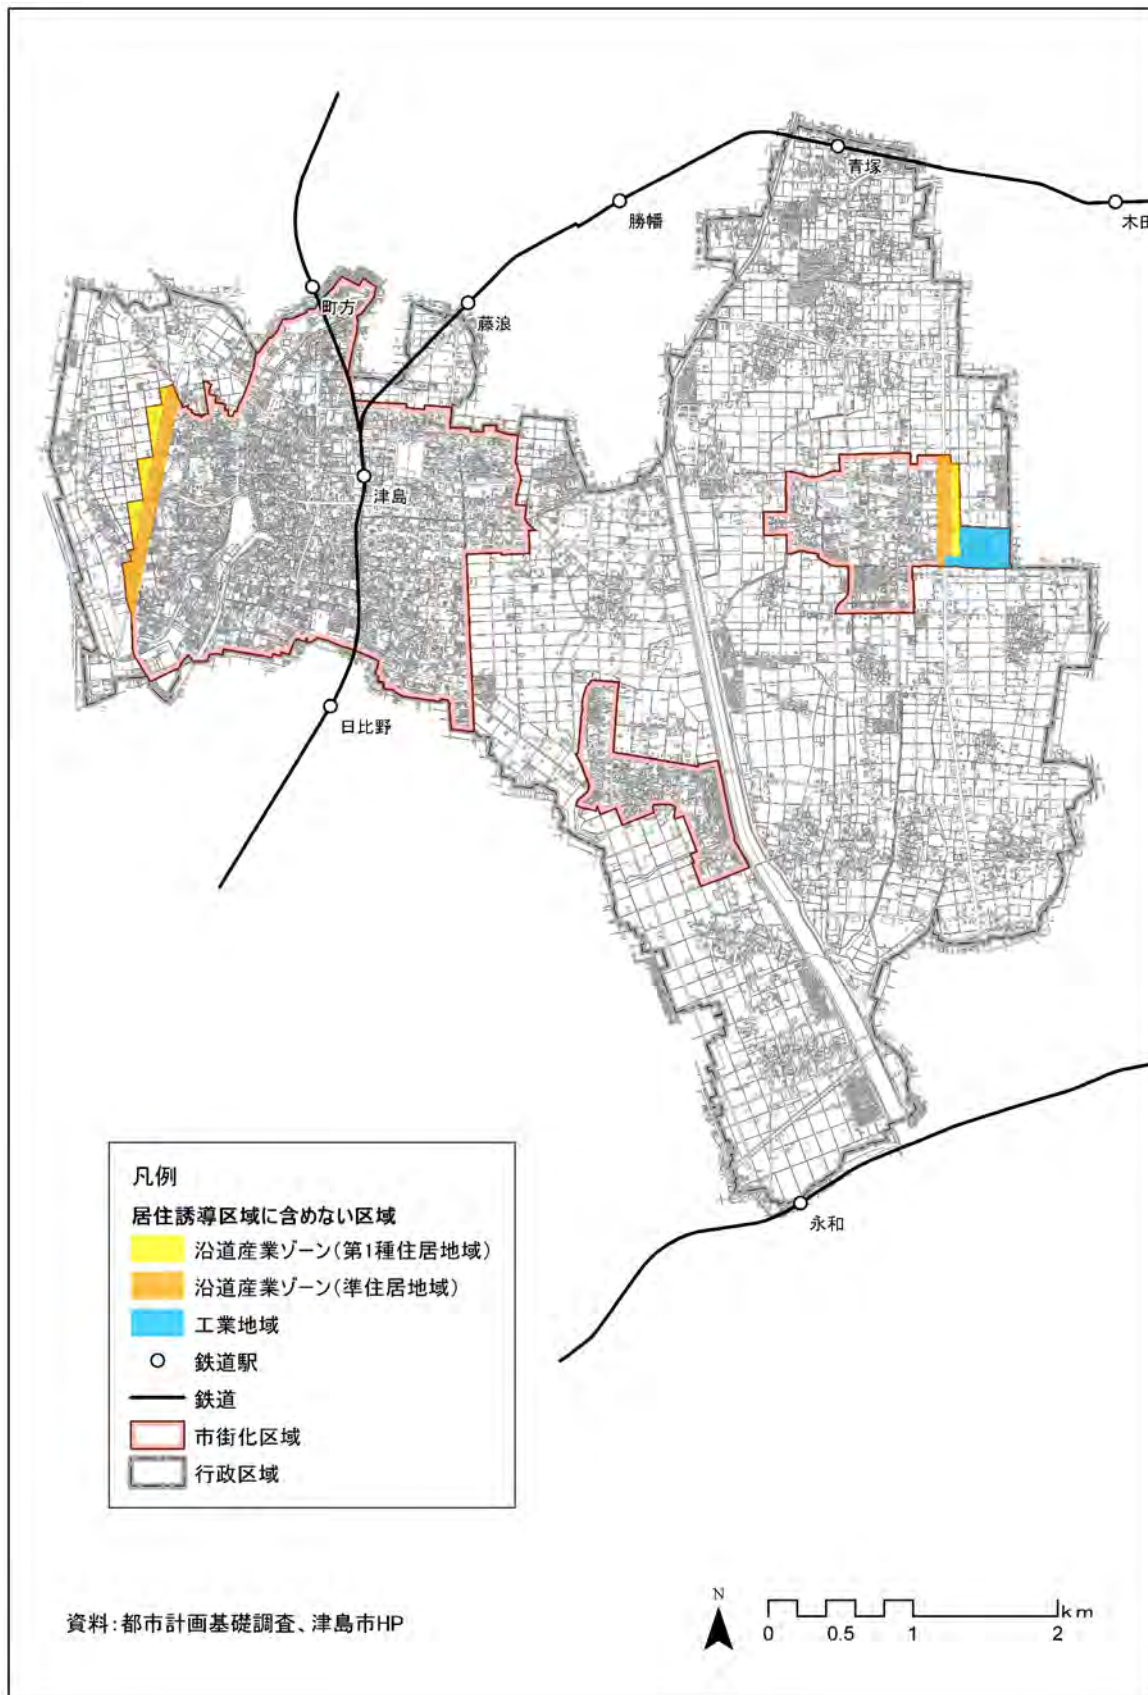 青塚
勝幡
木田
町方
藤浪
津島
日比野
永和
凡例
居住誘導区域に含めない区域
沿道産業ゾーン(第1種住居地域)
沿道産業ゾーン(準住居地域)
工業地域
鉄道駅
鉄道
市街化区域
行政区域
資料:都市計画基礎調査、津島市HP
N
km
0 0.5 1 2